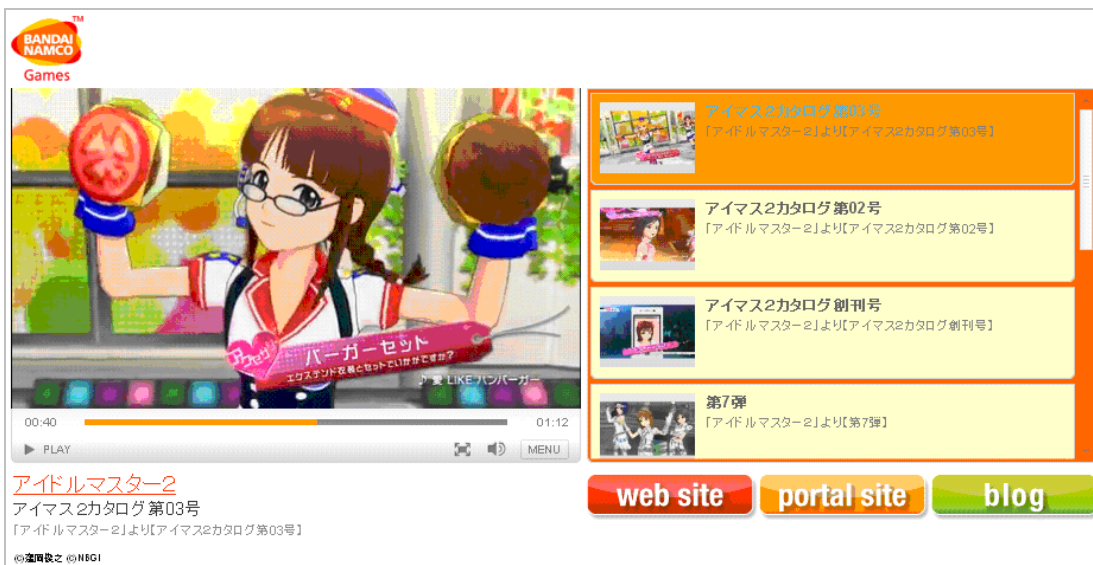 TM
BANDAI
NAMCO
Games
アクセサリ
バーガーセット
エクステンド衣装とセットでいかがですか?
♪ 愛 LIKE ハンバーガー
00:40
01:12
PLAY
MENU
アイドルマスター2
アイマス2カタログ第03号
「アイドルマスター2」より【アイマス2カタログ第03号】
©窪岡俊之 ©NBGI
アイマス2カタログ第03号
「アイドルマスター2」より【アイマス2カタログ第03号】
アイマス2カタログ第02号
「アイドルマスター2」より【アイマス2カタログ第02号】
アイマス2カタログ創刊号
「アイドルマスター2」より【アイマス2カタログ創刊号】
第7弾
「アイドルマスター2」より【第7弾】
web site
portal site
blog